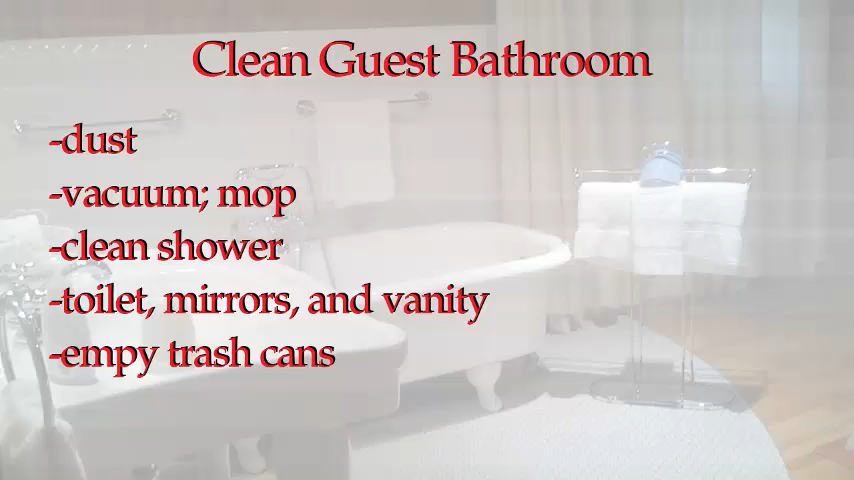 Clean Guest Bathroom
-dust
-vacuum; mop
-clean shower
-toilet, mirrors, and vanity
-empy trash cans